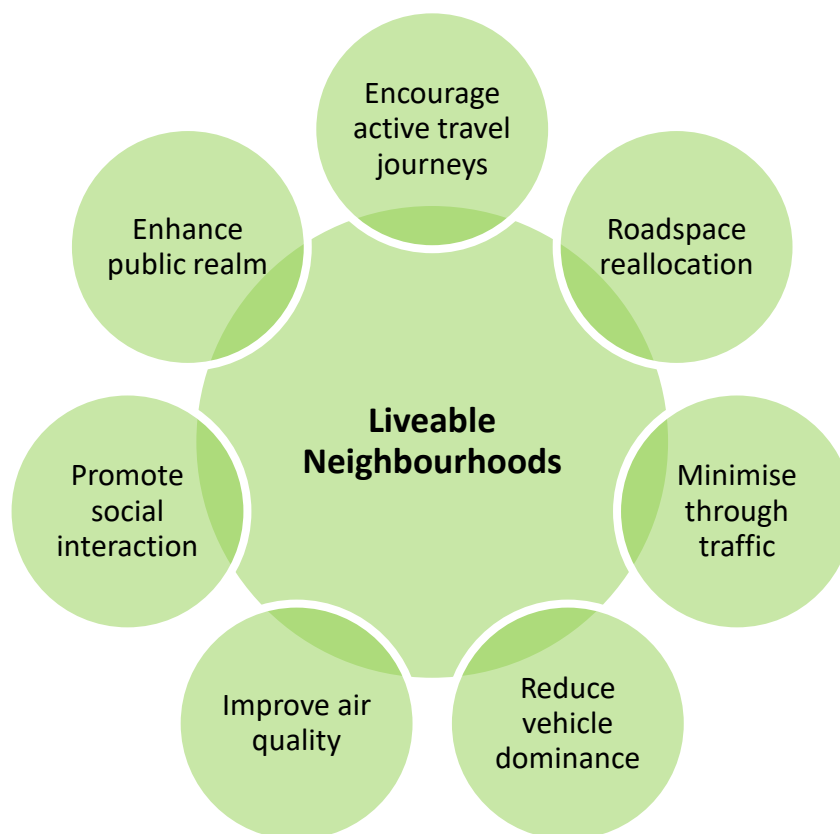 Encourage
active travel
journeys
Roadspace
reallocation
Minimise
through
traffic
Reduce
vehicle
dominance
Improve air
quality
Promote
social
interaction
Enhance
public realm
Liveable
Neighbourhoods